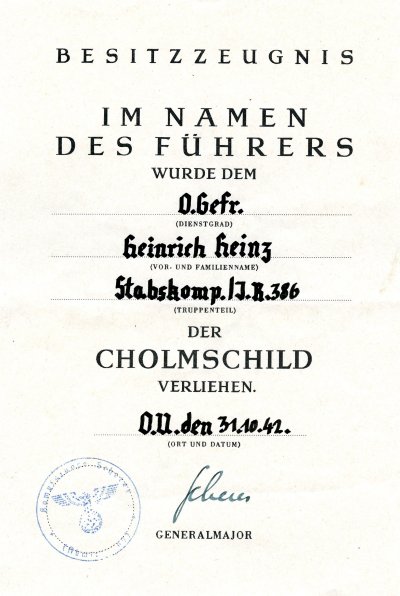 BESITZZEUGNIS
IM NAMEN
DES FÜHRERS
WURDE DEM
O.Gefr.
(DIENSTGRAD)
Heinrich Heinz
(VOR- UND FAMILIENNAME)
Stabskomp./J.R.386
(TRUPPENTEIL)
DER
CHOLMSCHILD
VERLIEHEN.
O.U.den 31.10.42.
(ORT UND DATUM)
Scherer
GENERALMAJOR